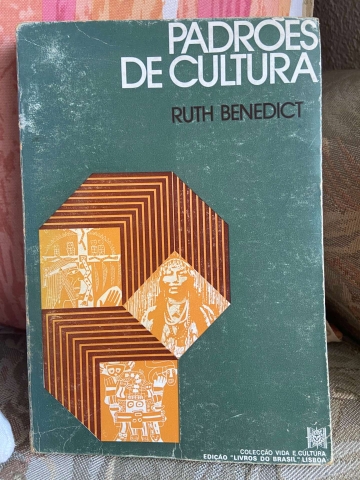 PADRÕES
DE CULTURA
RUTH BENEDICT
COLECÇÃO VIDA E CULTURA
EDIÇÃO "LIVROS DO BRASIL" LISBOA